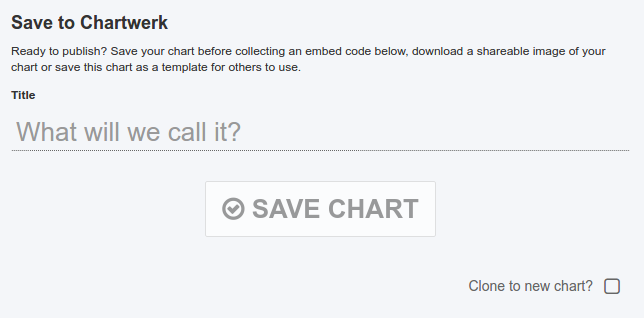 Save to Chartwerk
Ready to publish? Save your chart before collecting an embed code below, download a shareable image of your
chart or save this chart as a template for others to use.
Title
What will we call it?
SAVE CHART
Clone to new chart?